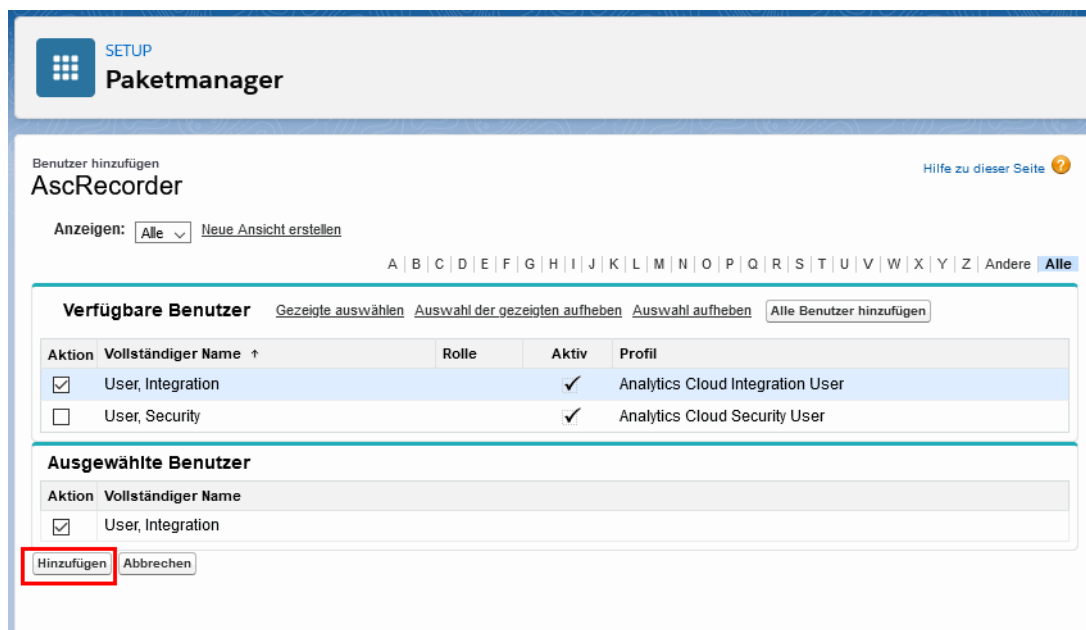 SETUP
Paketmanager
Benutzer hinzufügen
Hilfe zu dieser Seite ?
AscRecorder
Anzeigen: Alle Neue Ansicht erstellen
A | B | C | D | E | F | G | H | I | J | K | L | M | N | O | P | Q | R | S | T | U | V | W | X | Y | Z | Andere Alle
Verfügbare Benutzer Gezeigte auswählen Auswahl der gezeigten aufheben Auswahl aufheben Alle Benutzer hinzufügen
Aktion Vollständiger Name ↑ Rolle Aktiv Profil
User, Integration Analytics Cloud Integration User
User, Security Analytics Cloud Security User
Ausgewählte Benutzer
Aktion Vollständiger Name
User, Integration
Hinzufügen Abbrechen